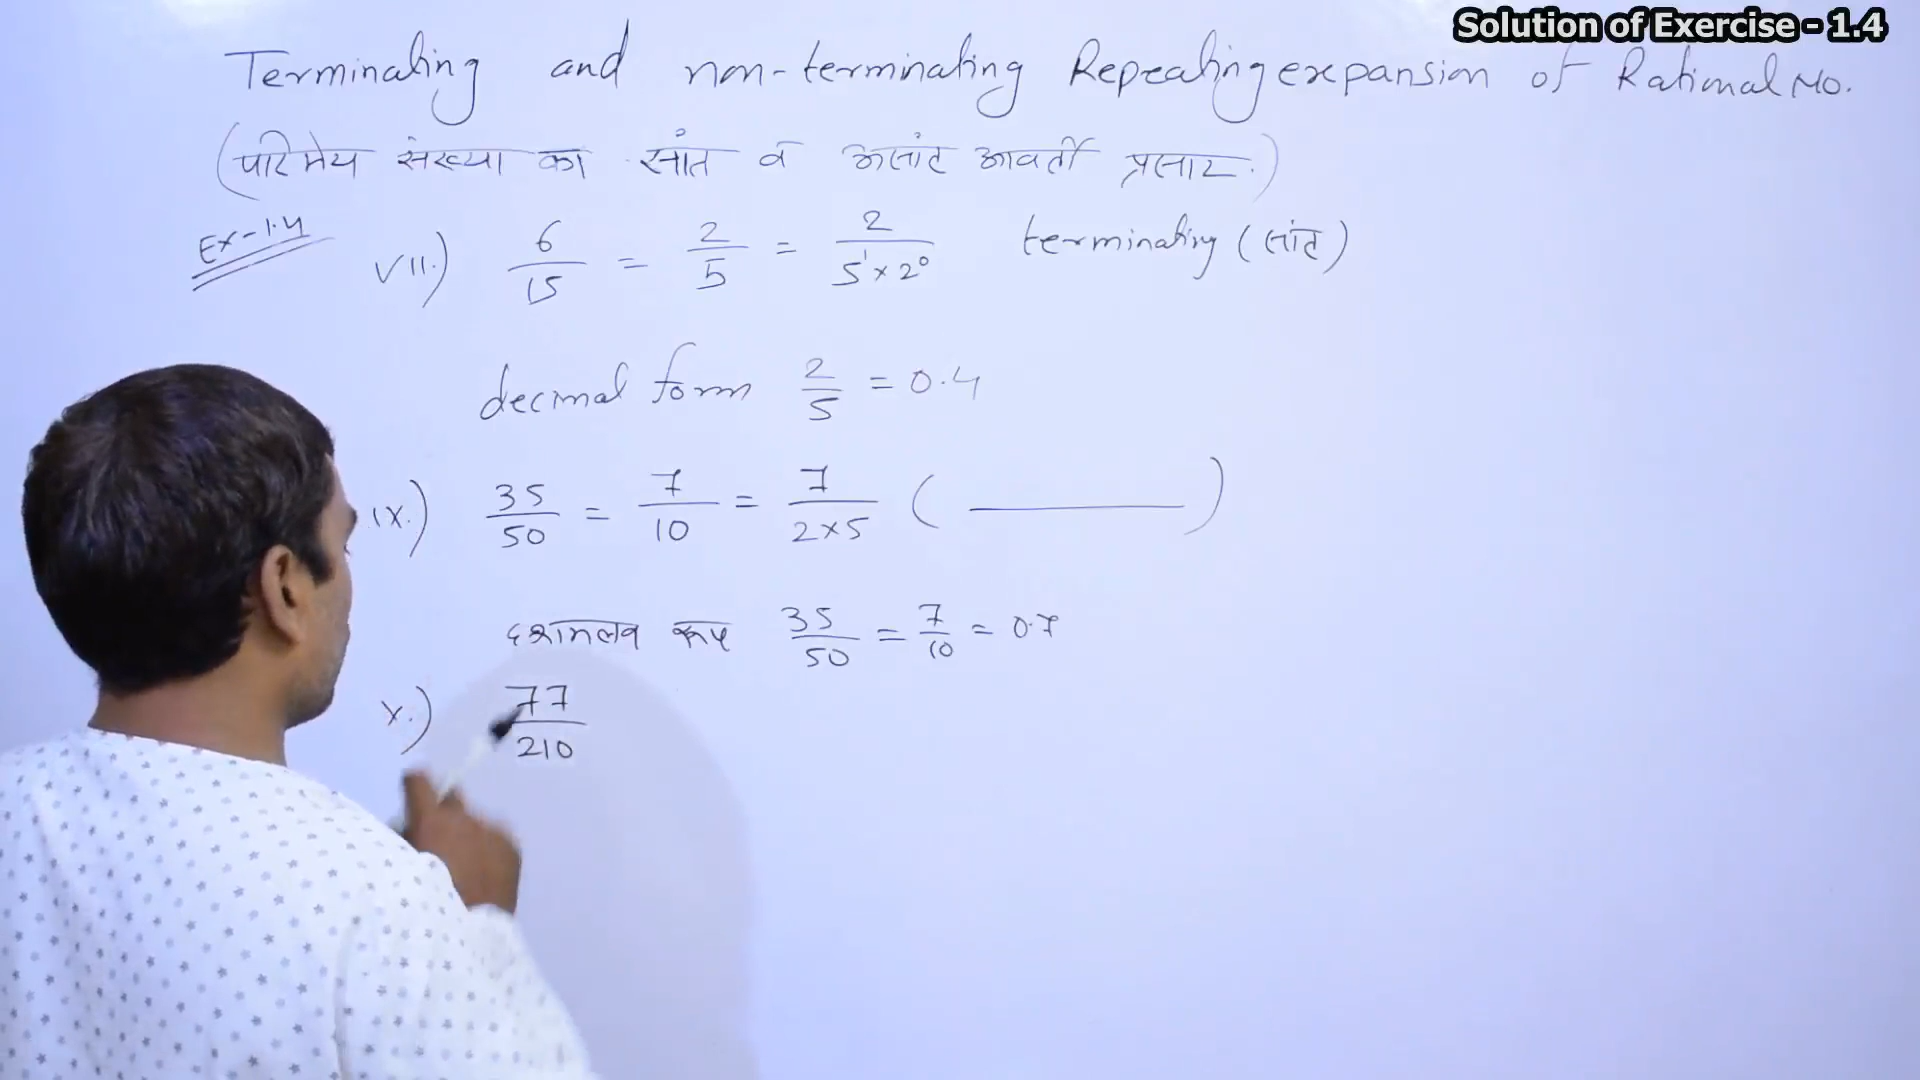 Solution of Exercise - 1.4
Terminating and non-terminating Repeating expansion of Rational No.
(परिमेय संख्या का सांत व असांत आवर्ती प्रसार.)
Ex-1.4
VII.) 6/15 = 2/5 = 2/(5¹×2⁰) terminating (सांत)
decimal form 2/5 = 0.4
IX.) 35/50 = 7/10 = 7/(2×5) ( ——— )
दशमलव रूप 35/50 = 7/10 = 0.7
X.) 77/210